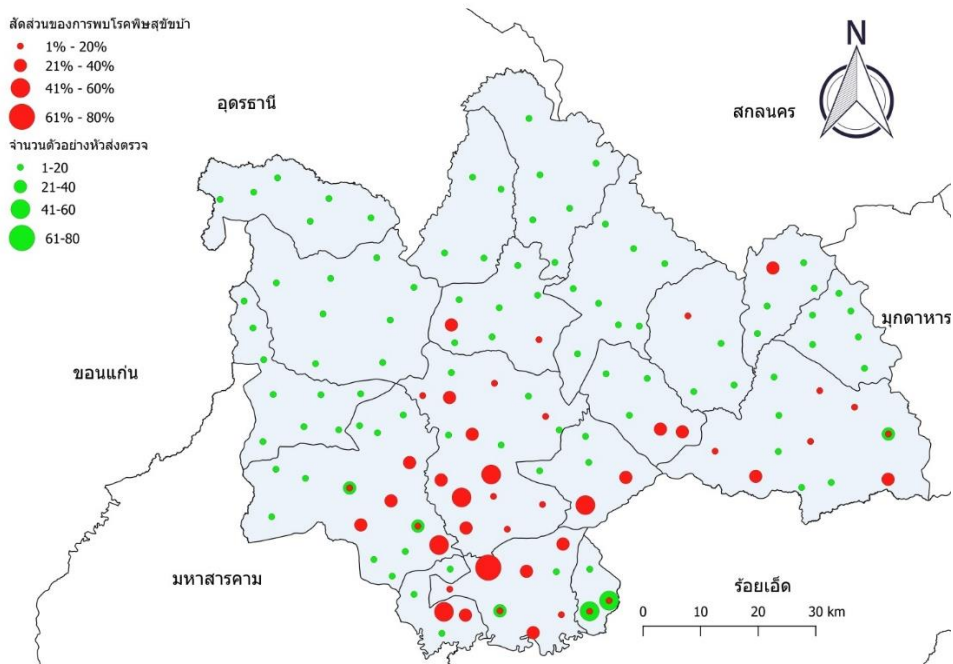 สัดส่วนของการพบโรคพิษสุนัขบ้า
1% - 20%
21% - 40%
41% - 60%
61% - 80%
จำนวนตัวอย่างหัวส่งตรวจ
1-20
21-40
41-60
61-80
อุดรธานี
สกลนคร
N
มุกดาหาร
ขอนแก่น
มหาสารคาม
ร้อยเอ็ด
0 10 20 30 km